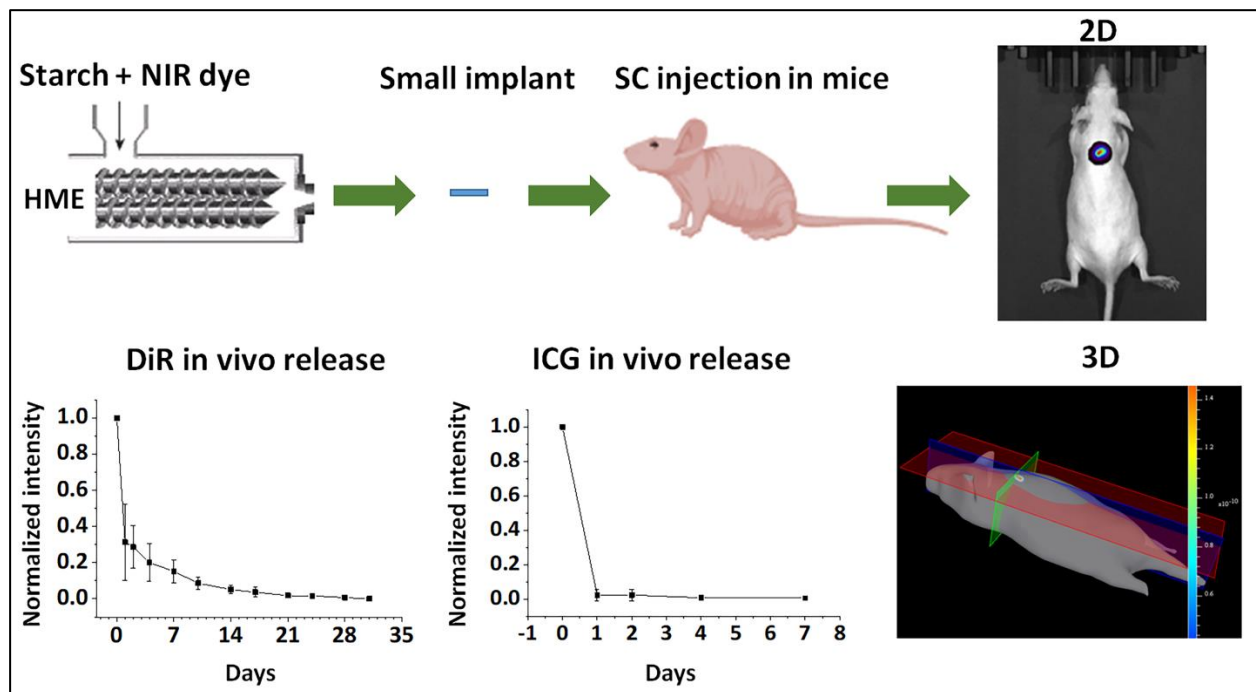 2D
Starch + NIR dye
Small implant
SC injection in mice
HME
DiR in vivo release
ICG in vivo release
3D
Normalized intensity
1.0
0.8
0.6
0.4
0.2
0.0
0 7 14 21 28 35
Days
Normalized intensity
1.0
0.8
0.6
0.4
0.2
0.0
-1 0 1 2 3 4 5 6 7 8
Days
1.4
1.2
1.0
x10^-10
0.8
0.6